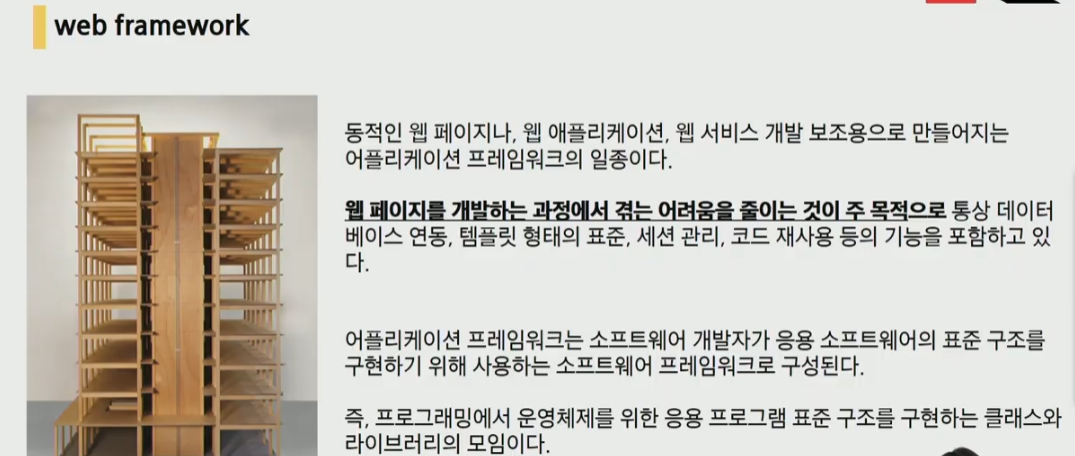 web framework
동적인 웹 페이지나, 웹 애플리케이션, 웹 서비스 개발 보조용으로 만들어지는
어플리케이션 프레임워크의 일종이다.
웹 페이지를 개발하는 과정에서 겪는 어려움을 줄이는 것이 주 목적으로 통상 데이터
베이스 연동, 템플릿 형태의 표준, 세션 관리, 코드 재사용 등의 기능을 포함하고 있
다.
어플리케이션 프레임워크는 소프트웨어 개발자가 응용 소프트웨어의 표준 구조를
구현하기 위해 사용하는 소프트웨어 프레임워크로 구성된다.
즉, 프로그래밍에서 운영체제를 위한 응용 프로그램 표준 구조를 구현하는 클래스와
라이브러리의 모임이다.